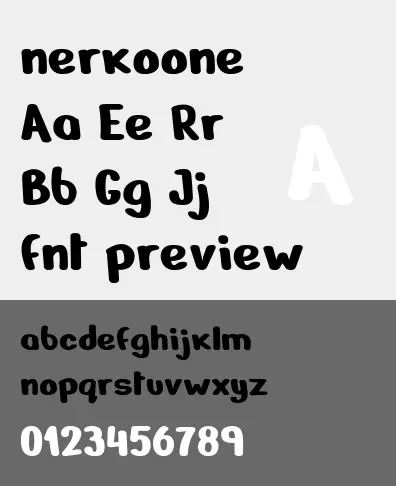 nerkoone
Aa Ee Rr
A
Bb Gg Jj
fnt preview
abcdefghijklm
nopqrstuvwxyz
0123456789